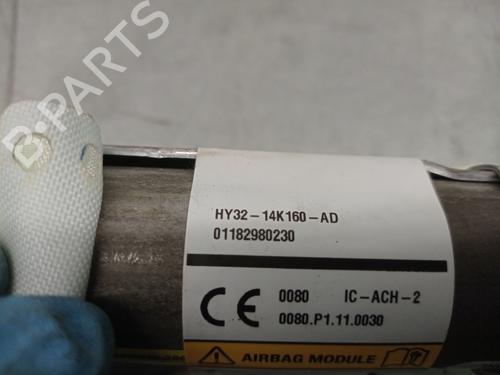 B-PARTS
HY32-14K160-AD
01182980230
CE 0080 IC-ACH-2
0080.P1.11.0030
AIRBAG MODULE